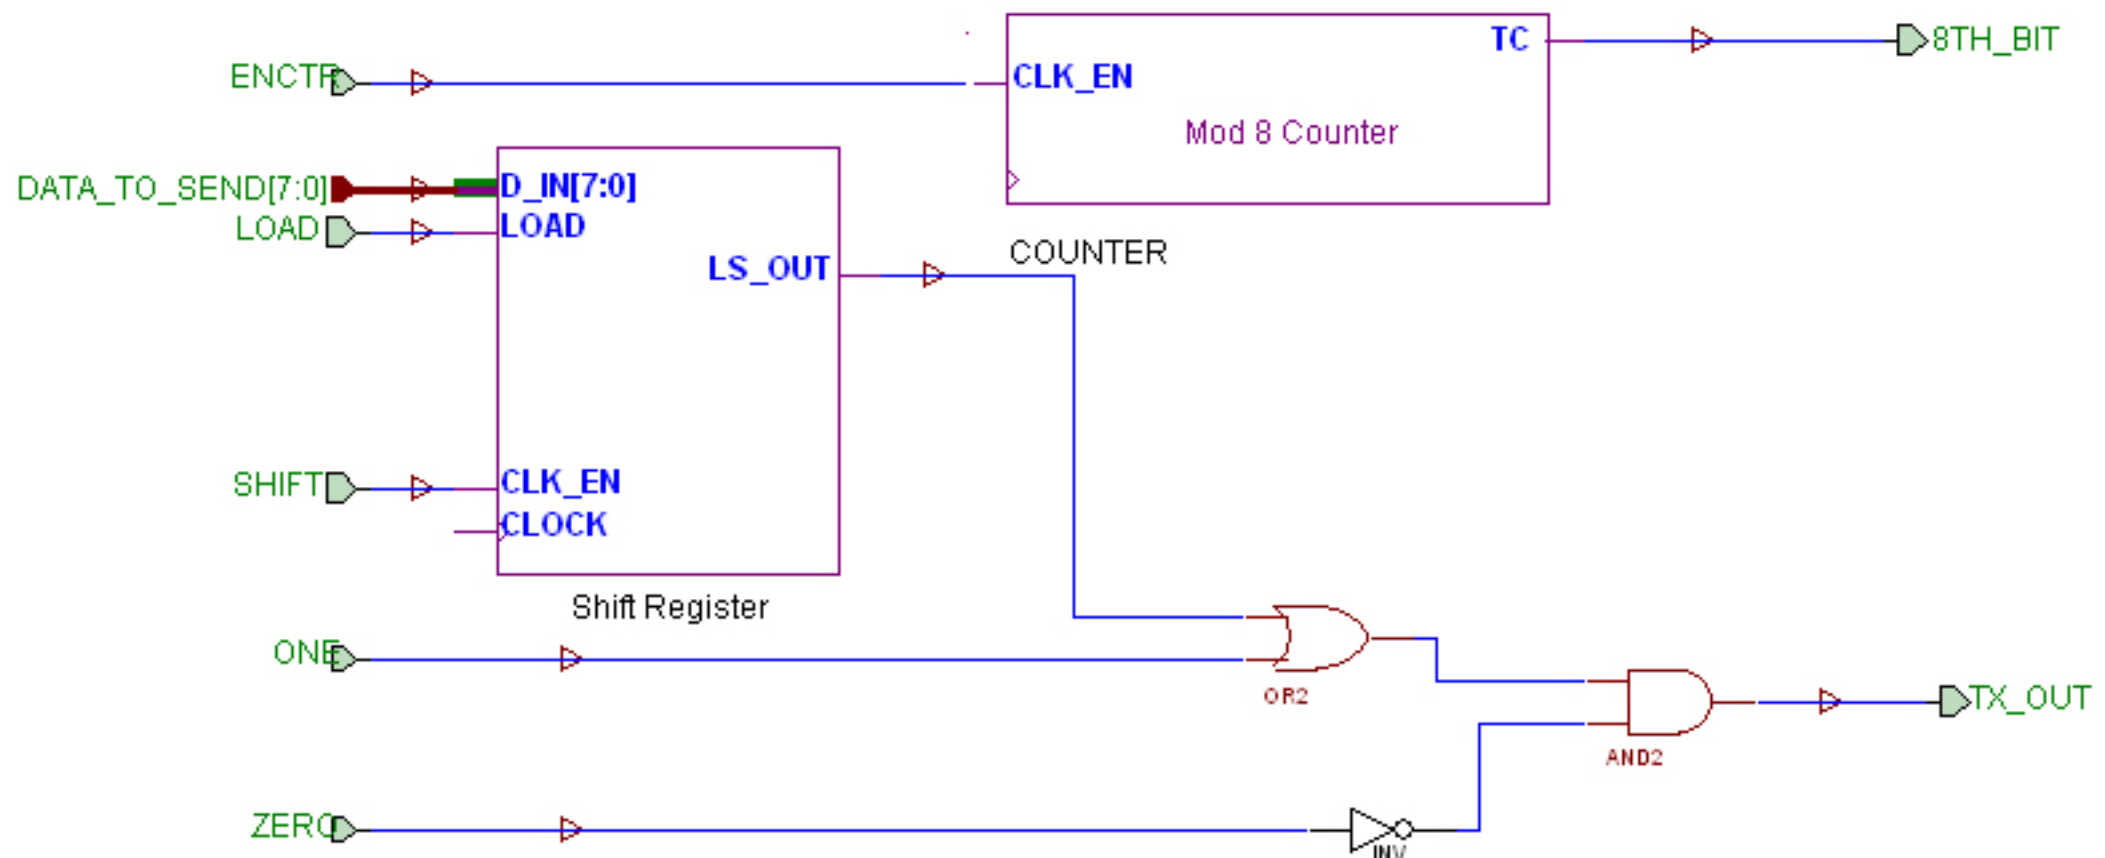 TC
8TH_BIT
ENCTR
CLK_EN
Mod 8 Counter
DATA_TO_SEND[7:0]
D_IN[7:0]
LOAD
LOAD
COUNTER
LS_OUT
SHIFT
CLK_EN
CLOCK
Shift Register
ONE
OR2
TX_OUT
AND2
ZERO
INV